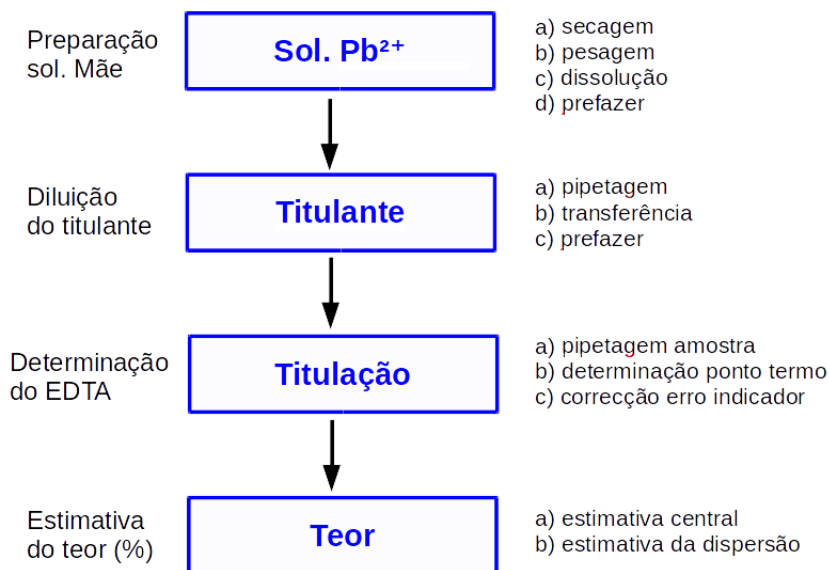 Preparação
sol. Mãe
Sol. Pb²⁺
a) secagem
b) pesagem
c) dissolução
d) prefazer
Diluição
do titulante
Titulante
a) pipetagem
b) transferência
c) prefazer
Determinação
do EDTA
Titulação
a) pipetagem amostra
b) determinação ponto termo
c) correcção erro indicador
Estimativa
do teor (%)
Teor
a) estimativa central
b) estimativa da dispersão